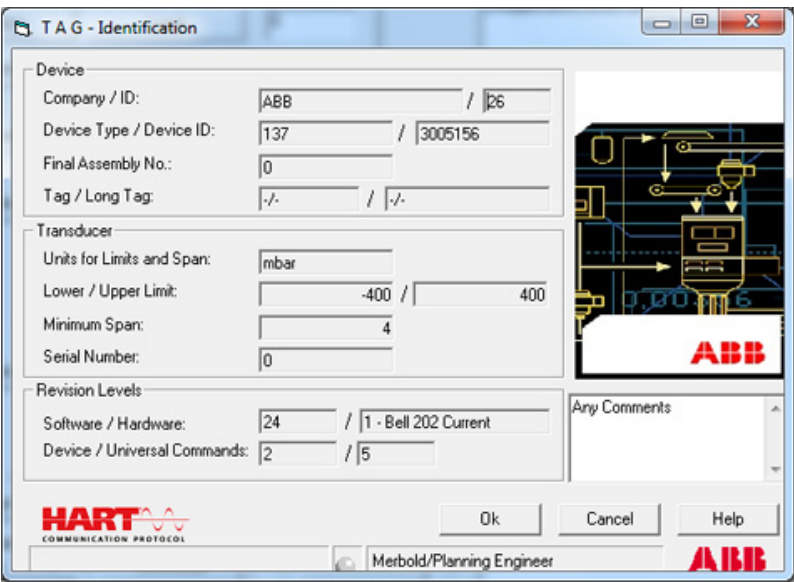 T A G - Identification
Device
Company / ID: ABB / 26
Device Type / Device ID: 137 / 3005156
Final Assembly No.: 0
Tag / Long Tag: -/- / -/-
Transducer
Units for Limits and Span: mbar
Lower / Upper Limit: -400 / 400
Minimum Span: 4
Serial Number: 0
ABB
Revision Levels
Software / Hardware: 24 / 1 - Bell 202 Current
Device / Universal Commands: 2 / 5
Any Comments
HART
COMMUNICATION PROTOCOL
Ok Cancel Help
Merbold/Planning Engineer
ABB